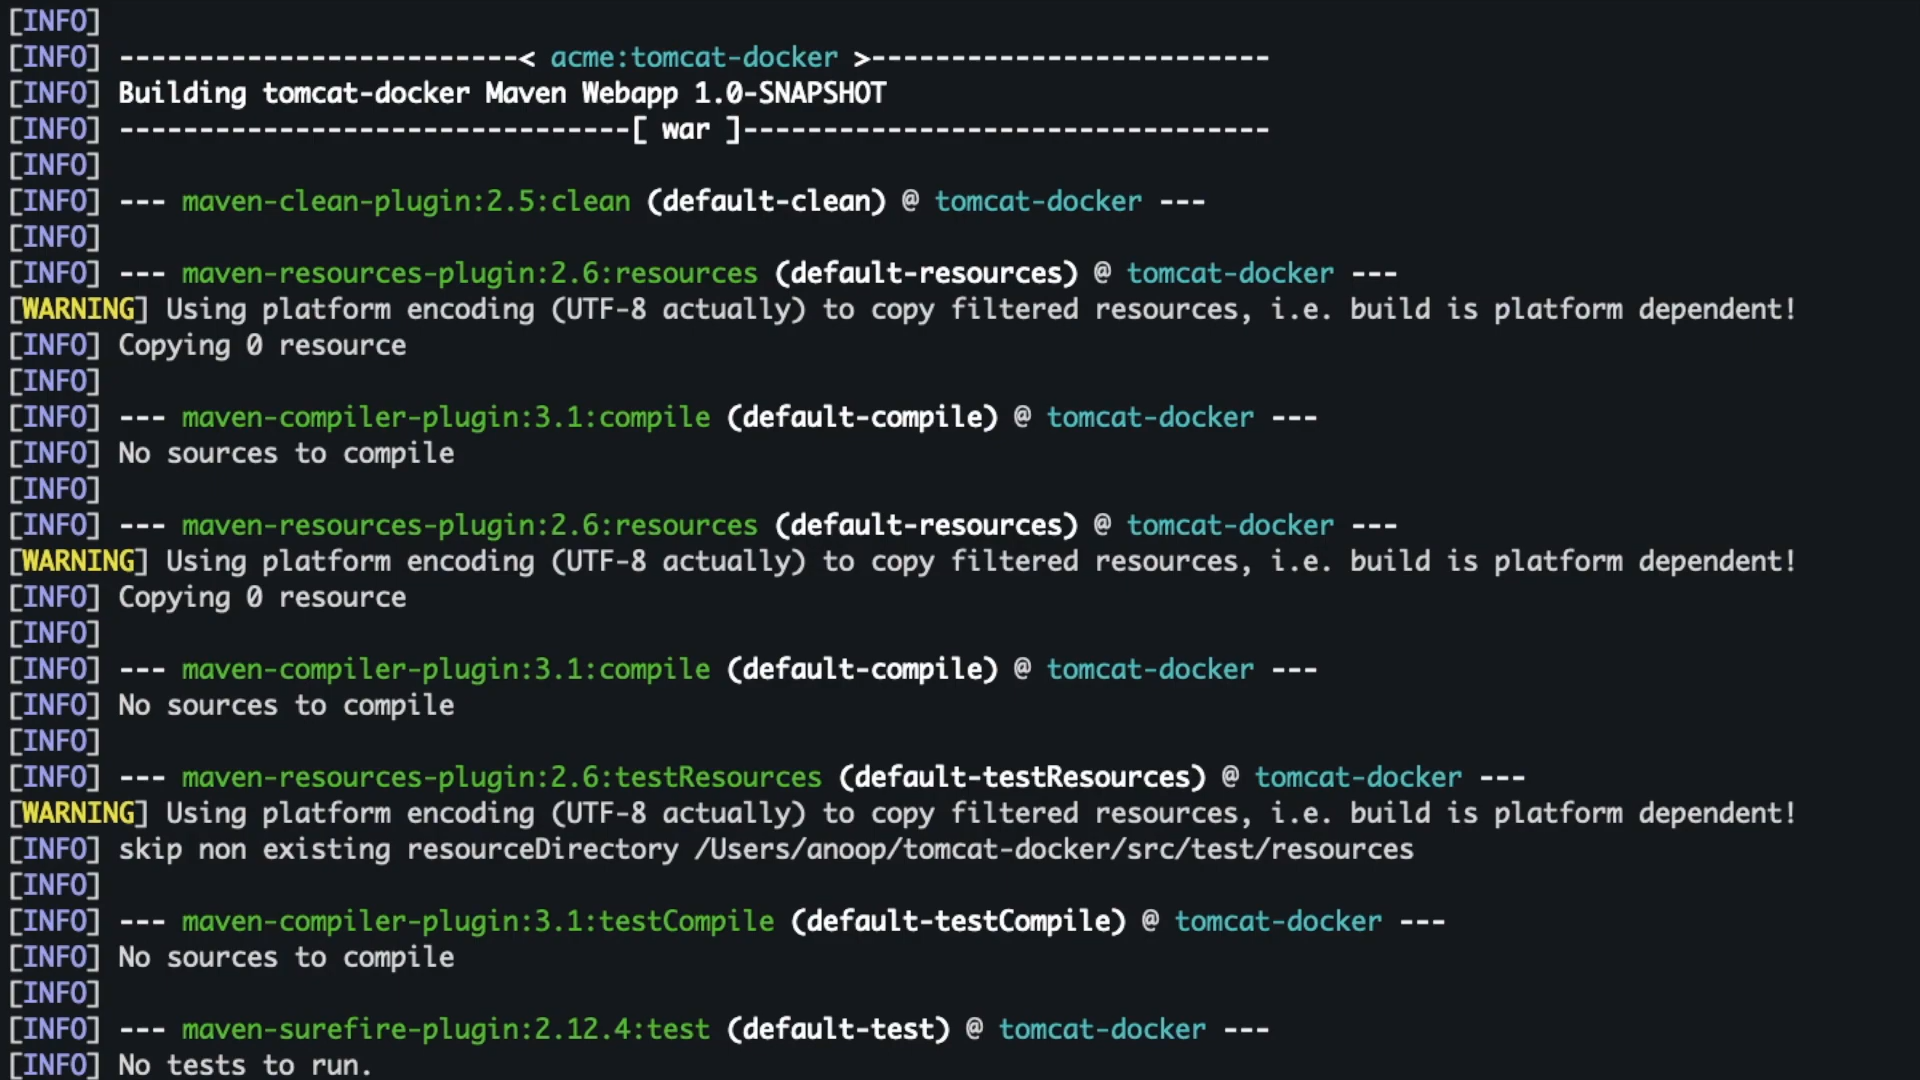 [INFO]
[INFO] -------------------------< acme:tomcat-docker >-------------------------
[INFO] Building tomcat-docker Maven Webapp 1.0-SNAPSHOT
[INFO] --------------------------------[ war ]---------------------------------
[INFO]
[INFO] --- maven-clean-plugin:2.5:clean (default-clean) @ tomcat-docker ---
[INFO]
[INFO] --- maven-resources-plugin:2.6:resources (default-resources) @ tomcat-docker ---
[WARNING] Using platform encoding (UTF-8 actually) to copy filtered resources, i.e. build is platform dependent!
[INFO] Copying 0 resource
[INFO]
[INFO] --- maven-compiler-plugin:3.1:compile (default-compile) @ tomcat-docker ---
[INFO] No sources to compile
[INFO]
[INFO] --- maven-resources-plugin:2.6:resources (default-resources) @ tomcat-docker ---
[WARNING] Using platform encoding (UTF-8 actually) to copy filtered resources, i.e. build is platform dependent!
[INFO] Copying 0 resource
[INFO]
[INFO] --- maven-compiler-plugin:3.1:compile (default-compile) @ tomcat-docker ---
[INFO] No sources to compile
[INFO]
[INFO] --- maven-resources-plugin:2.6:testResources (default-testResources) @ tomcat-docker ---
[WARNING] Using platform encoding (UTF-8 actually) to copy filtered resources, i.e. build is platform dependent!
[INFO] skip non existing resourceDirectory /Users/anoop/tomcat-docker/src/test/resources
[INFO]
[INFO] --- maven-compiler-plugin:3.1:testCompile (default-testCompile) @ tomcat-docker ---
[INFO] No sources to compile
[INFO]
[INFO] --- maven-surefire-plugin:2.12.4:test (default-test) @ tomcat-docker ---
[INFO] No tests to run.